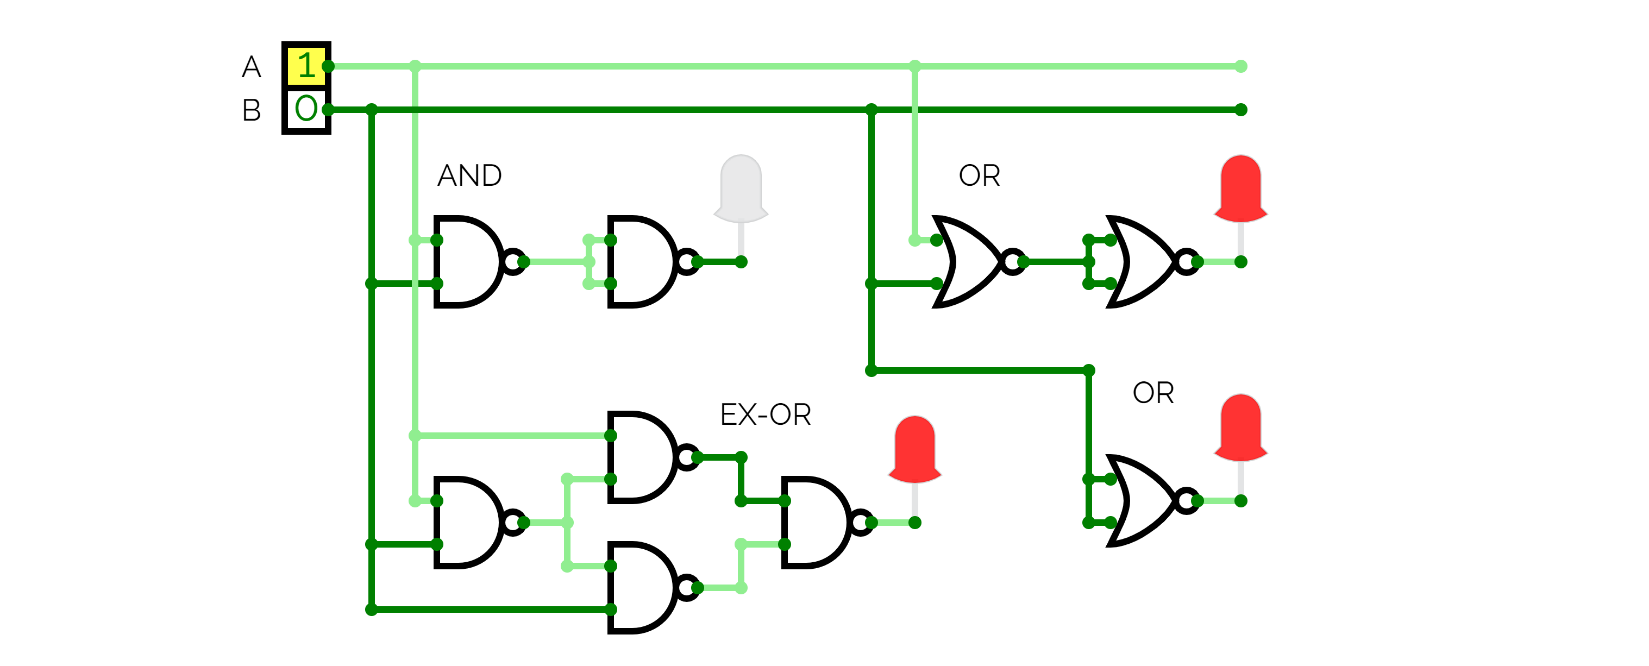 A 1
B 0
AND
OR
EX-OR
OR